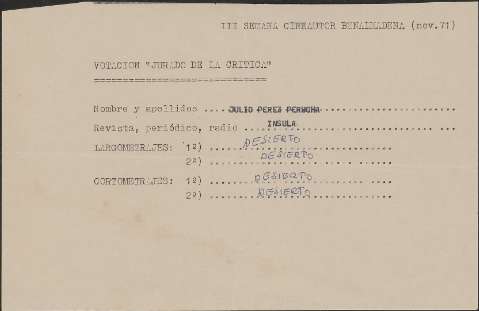 III SEMANA CINEAUTOR BENALMADENA (nov.71)
VOTACION "JURADO DE LA CRITICA"
===========================
Nombre y apellidos .... JULIO PEREZ PERUCHA ......................
Revista, periódico, radio .... INSULA ......................
LARGOMETRAJES: 1º) ..... DESIERTO ..............
2º) ........ DESIERTO ..............
CORTOMETRAJES: 1º) ....... DESIERTO ..............
2º) ....... DESIERTO ..............